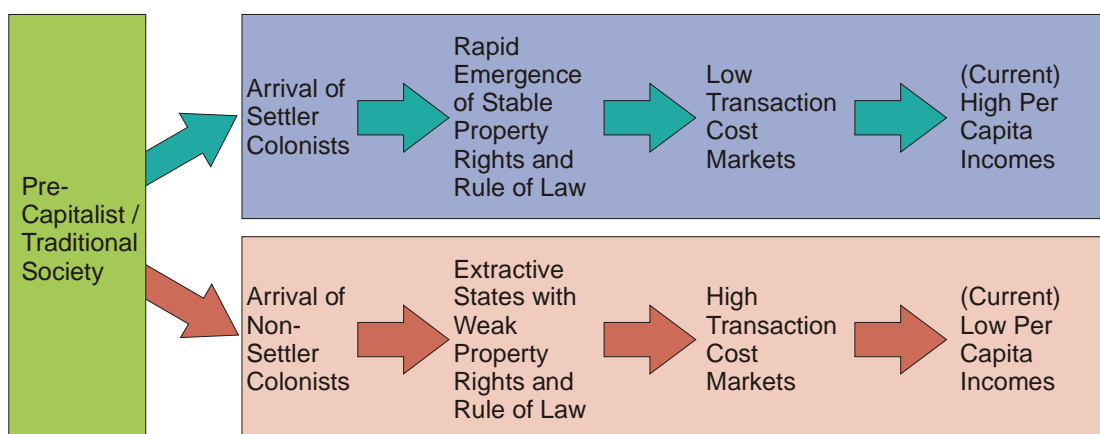 Pre-
Capitalist /
Traditional
Society
Arrival of
Settler
Colonists
Rapid
Emergence
of Stable
Property
Rights and
Rule of Law
Low
Transaction
Cost
Markets
(Current)
High Per
Capita
Incomes
Arrival of
Non-
Settler
Colonists
Extractive
States with
Weak
Property
Rights and
Rule of Law
High
Transaction
Cost
Markets
(Current)
Low Per
Capita
Incomes